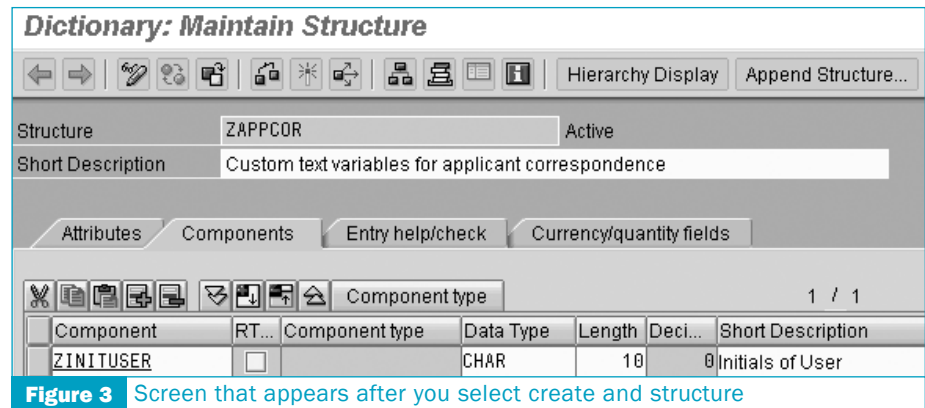 Dictionary: Maintain Structure
Hierarchy Display Append Structure...
Structure ZAPPCOR Active
Short Description Custom text variables for applicant correspondence
Attributes Components Entry help/check Currency/quantity fields
Component type 1 / 1
Component RT... Component type Data Type Length Deci... Short Description
ZINITUSER CHAR 10 0 Initials of User
Figure 3 Screen that appears after you select create and structure